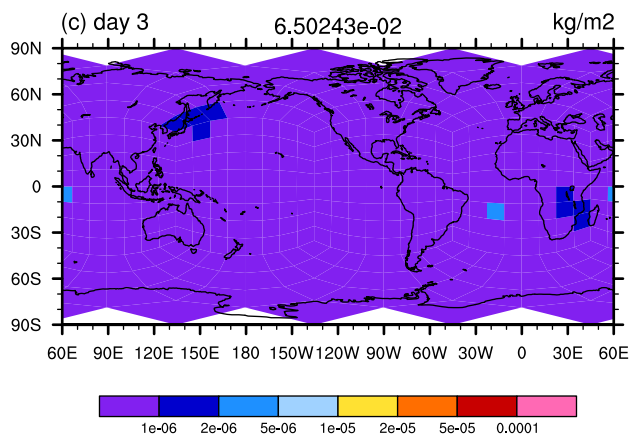 (c) day 3 6.50243e-02 kg/m2
90N
60N
30N
0
30S
60S
90S
60E 90E 120E 150E 180 150W 120W 90W 60W 30W 0 30E 60E
1e-06 2e-06 5e-06 1e-05 2e-05 5e-05 0.0001